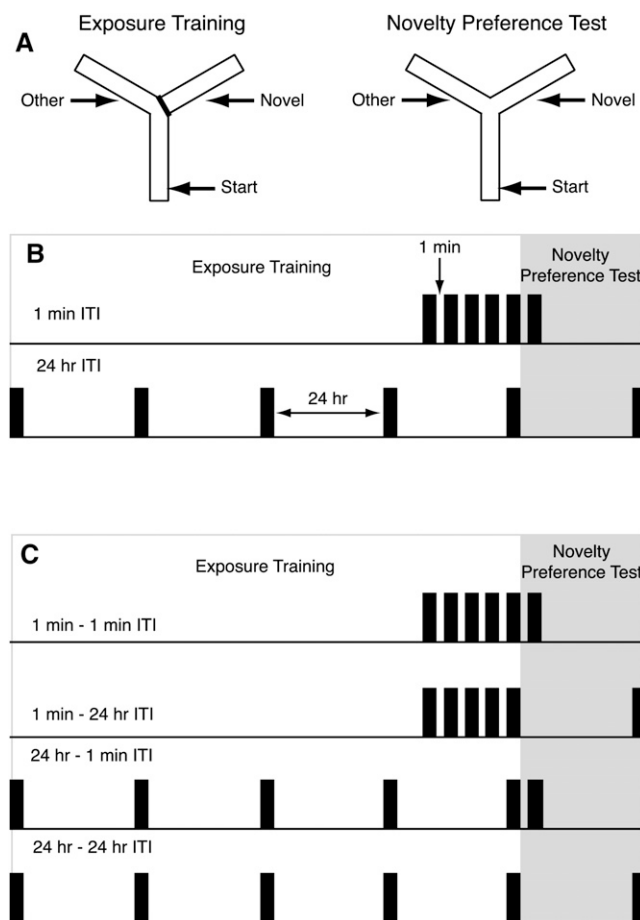 A
Exposure Training
Novelty Preference Test
Other
Novel
Start
Other
Novel
Start
B
Exposure Training
1 min
Novelty
Preference Test
1 min ITI
24 hr ITI
24 hr
C
Exposure Training
Novelty
Preference Test
1 min - 1 min ITI
1 min - 24 hr ITI
24 hr - 1 min ITI
24 hr - 24 hr ITI